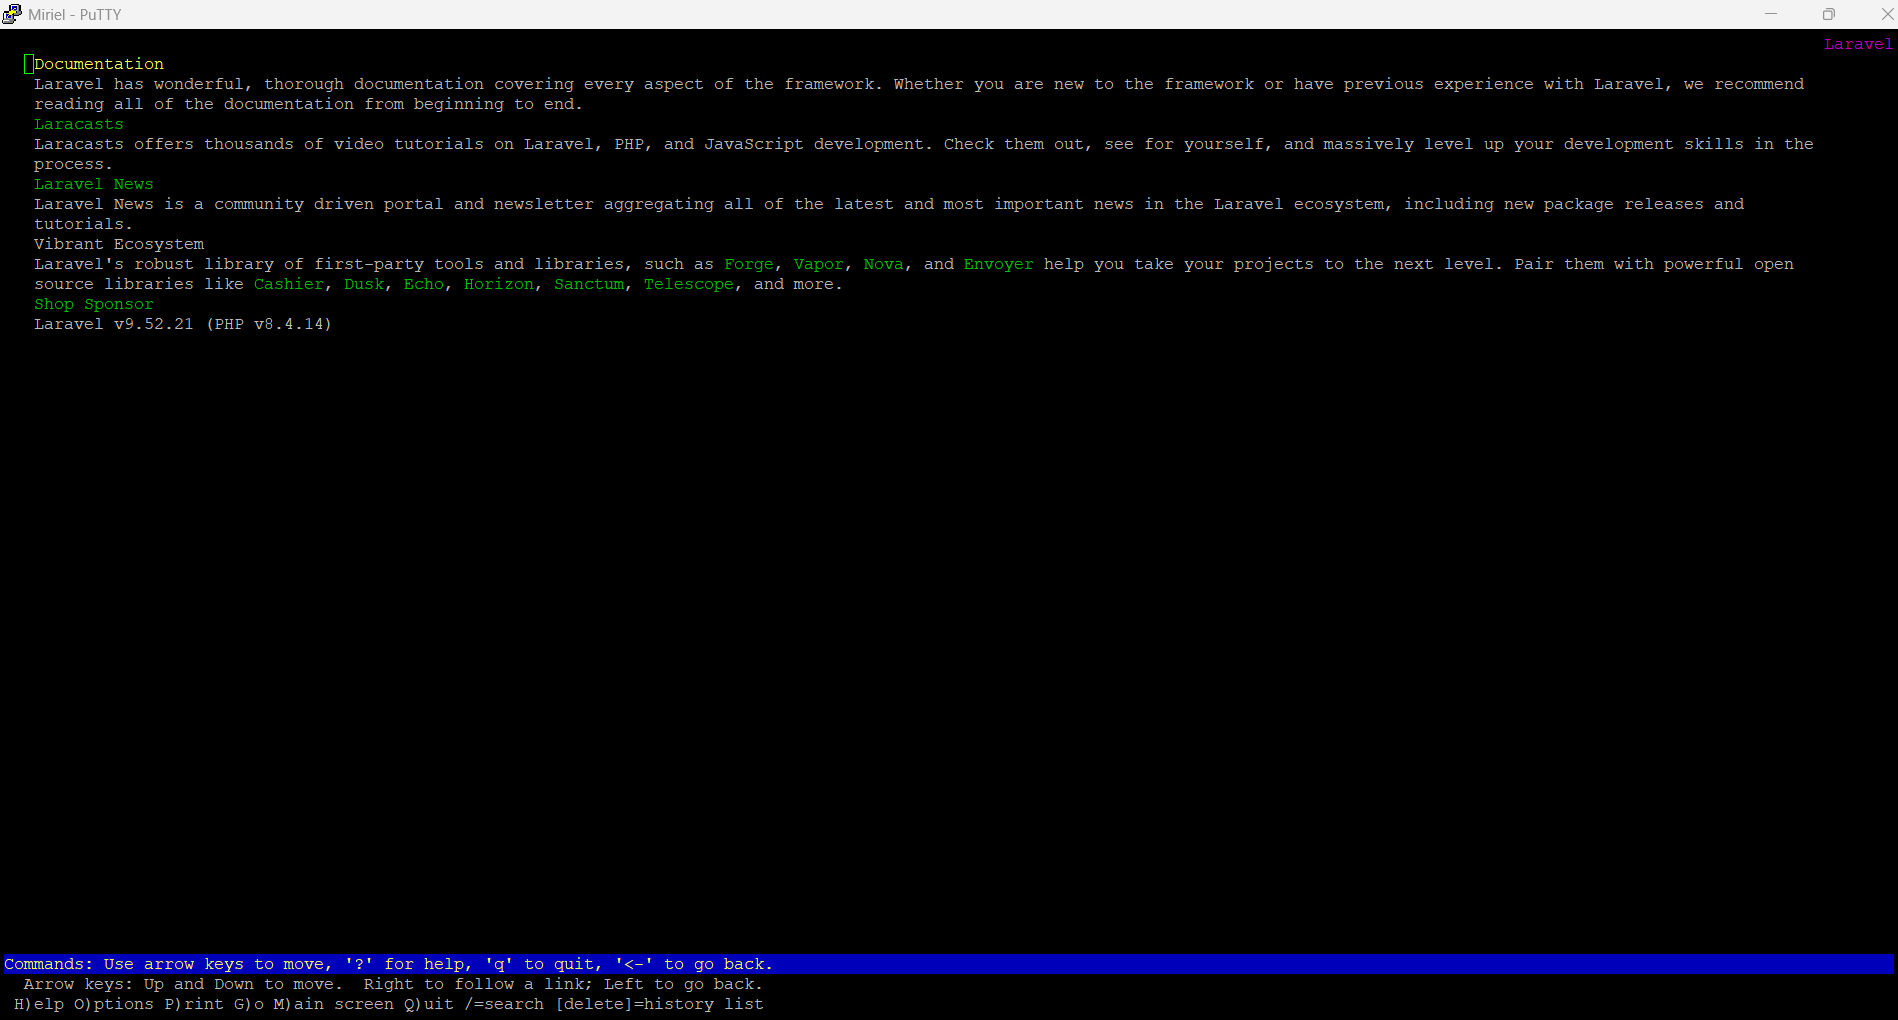 Miriel - PuTTY
Laravel
Documentation
Laravel has wonderful, thorough documentation covering every aspect of the framework. Whether you are new to the framework or have previous experience with Laravel, we recommend
reading all of the documentation from beginning to end.
Laracasts
Laracasts offers thousands of video tutorials on Laravel, PHP, and JavaScript development. Check them out, see for yourself, and massively level up your development skills in the
process.
Laravel News
Laravel News is a community driven portal and newsletter aggregating all of the latest and most important news in the Laravel ecosystem, including new package releases and
tutorials.
Vibrant Ecosystem
Laravel's robust library of first-party tools and libraries, such as Forge, Vapor, Nova, and Envoyer help you take your projects to the next level. Pair them with powerful open
source libraries like Cashier, Dusk, Echo, Horizon, Sanctum, Telescope, and more.
Shop Sponsor
Laravel v9.52.21 (PHP v8.4.14)
Commands: Use arrow keys to move, '?' for help, 'q' to quit, '<-' to go back.
Arrow keys: Up and Down to move.  Right to follow a link; Left to go back.
H)elp O)ptions P)rint G)o M)ain screen Q)uit /=search [delete]=history list